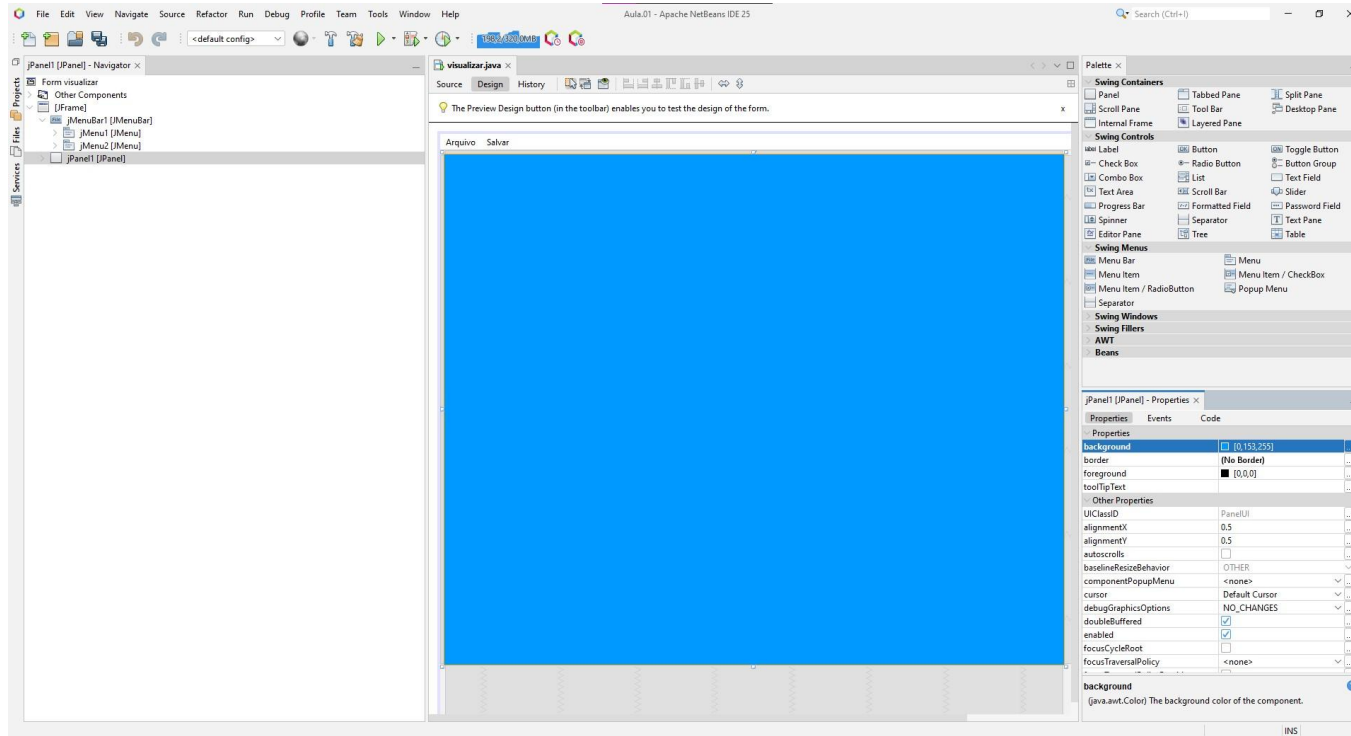 File Edit View Navigate Source Refactor Run Debug Profile Team Tools Window Help
Aula.01 - Apache NetBeans IDE 25
Search (Ctrl+I)
<default config>
jPanel1 [JPanel] - Navigator
Form visualizar
Other Components
[JFrame]
jMenuBar1 [JMenuBar]
jMenu1 [JMenu]
jMenu2 [JMenu]
jPanel1 [JPanel]
Projects
Files
Services
visualizar.java
Source Design History
The Preview Design button (in the toolbar) enables you to test the design of the form.
x
Arquivo Salvar
Palette
Swing Containers
Panel Tabbed Pane Split Pane
Scroll Pane Tool Bar Desktop Pane
Internal Frame Layered Pane
Swing Controls
Label Button Toggle Button
Check Box Radio Button Button Group
Combo Box List Text Field
Text Area Scroll Bar Slider
Progress Bar Formatted Field Password Field
Spinner Separator Text Pane
Editor Pane Tree Table
Swing Menus
Menu Bar Menu
Menu Item Menu Item / CheckBox
Menu Item / RadioButton Popup Menu
Separator
Swing Windows
Swing Fillers
AWT
Beans
jPanel1 [JPanel] - Properties
Properties Events Code
Properties
background [0,153,255]
border (No Border)
foreground [0,0,0]
toolTipText
Other Properties
UIClassID PanelUI
alignmentX 0.5
alignmentY 0.5
autoscrolls
baselineResizeBehavior OTHER
componentPopupMenu <none>
cursor Default Cursor
debugGraphicsOptions NO_CHANGES
doubleBuffered
enabled
focusCycleRoot
focusTraversalPolicy <none>
background
(java.awt.Color) The background color of the component.
INS